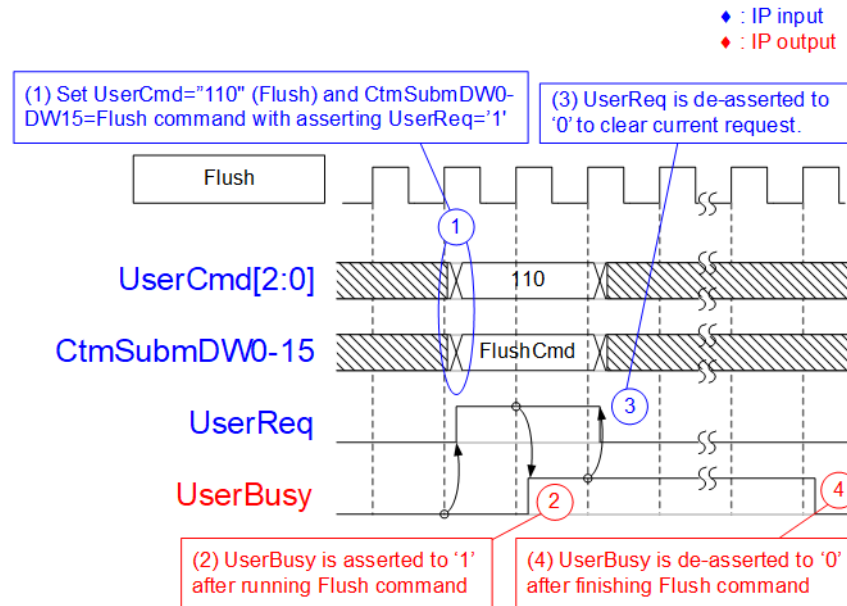 ♦ : IP input
♦ : IP output
(1) Set UserCmd="110" (Flush) and CtmSubmDW0-
DW15=Flush command with asserting UserReq='1'
(3) UserReq is de-asserted to
'0' to clear current request.
Flush
1
UserCmd[2:0]
110
CtmSubmDW0-15
FlushCmd
UserReq
3
UserBusy
2
4
(2) UserBusy is asserted to '1'
after running Flush command
(4) UserBusy is de-asserted to '0'
after finishing Flush command